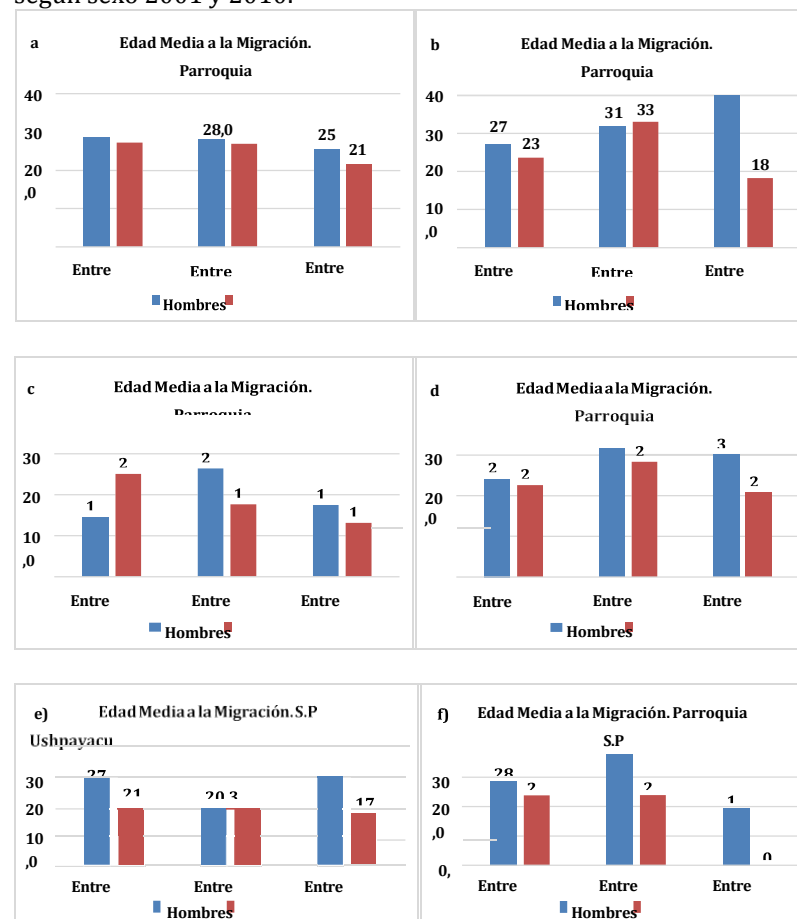 según sexo 2001 y 2010.
a
Edad Media a la Migración.
Parroquia
40
30
20
,0
28,0
25
21
Entre
Entre
Entre
Hombres
b
Edad Media a la Migración.
Parroquia
40
30
20
10
,0
27
23
31
33
18
Entre
Entre
Entre
Hombres
c
Edad Media a la Migración.
Parroquia
30
20
10
,0
1
2
2
1
1
1
Entre
Entre
Entre
Hombres
d
Edad Media a la Migración.
Parroquia
30
20
,0
2
2
2
3
2
Entre
Entre
Entre
Hombres
e)
Edad Media a la Migración. S.P
Ushpayacu
30
20
10
,0
27
21
20,3
17
Entre
Entre
Entre
Hombres
f)
Edad Media a la Migración. Parroquia
S.P
30
20
,0
0,
28
2
2
1
0
Entre
Entre
Entre
Hombres